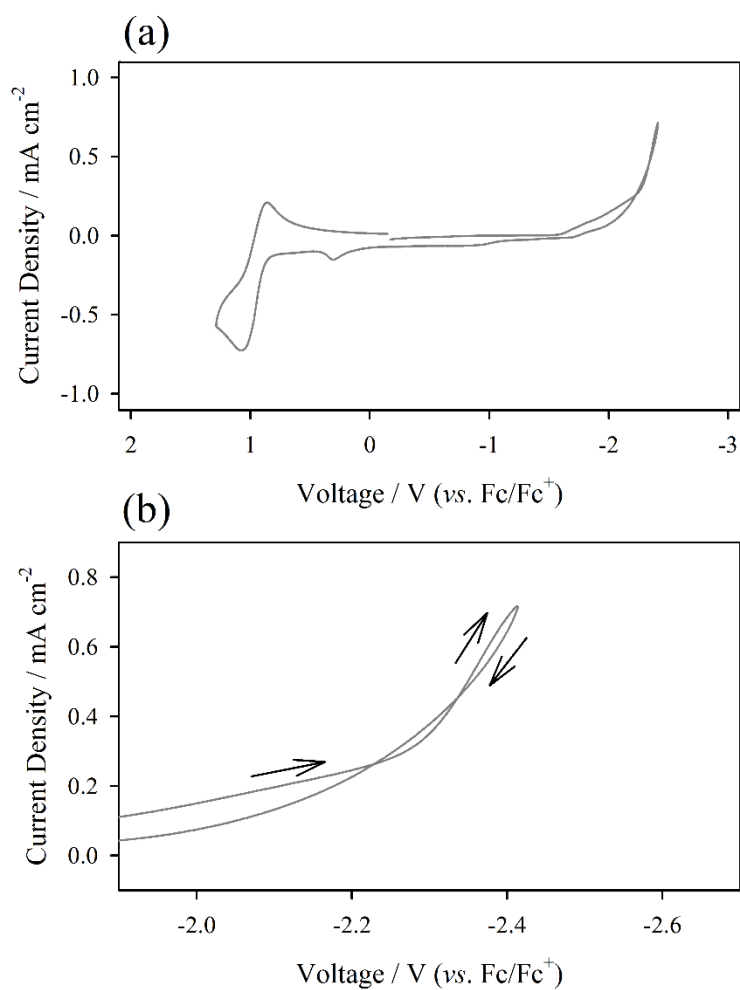 (a)
Current Density / mA cm⁻²
1.0
0.5
0.0
-0.5
-1.0
2 1 0 -1 -2 -3
Voltage / V (vs. Fc/Fc⁺)
(b)
Current Density / mA cm⁻²
0.8
0.6
0.4
0.2
0.0
-2.0 -2.2 -2.4 -2.6
Voltage / V (vs. Fc/Fc⁺)